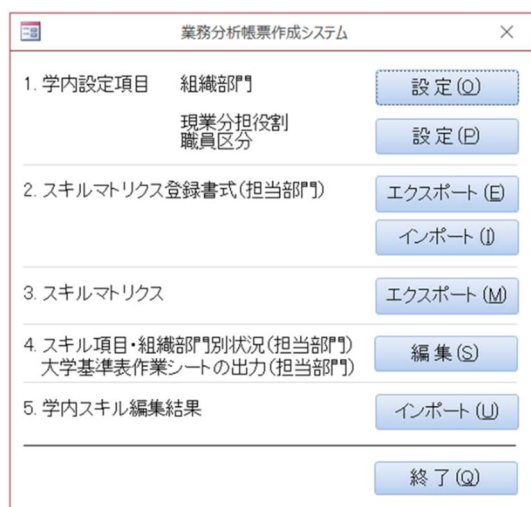 業務分析帳票作成システム
1. 学内設定項目 組織部門 設定(O)
現業分担役割
職員区分 設定(P)
2. スキルマトリクス登録書式(担当部門) エクスポート(E)
インポート(I)
3. スキルマトリクス エクスポート(M)
4. スキル項目・組織部門別状況(担当部門)
大学基準表作業シートの出力(担当部門) 編集(S)
5. 学内スキル編集結果 インポート(U)
終了(Q)